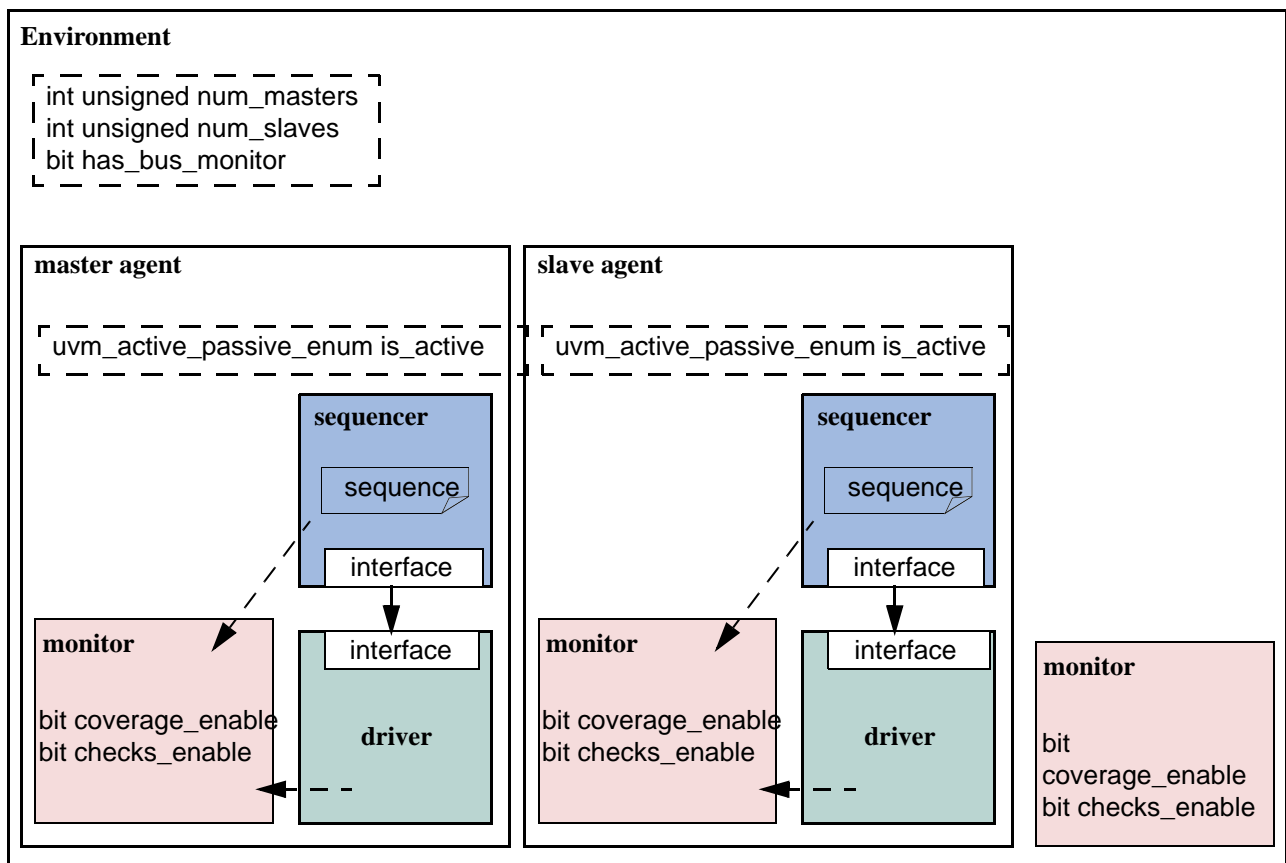 Environment
int unsigned num_masters
int unsigned num_slaves
bit has_bus_monitor
master agent
uvm_active_passive_enum is_active
sequencer
sequence
interface
monitor
bit coverage_enable
bit checks_enable
interface
driver
slave agent
uvm_active_passive_enum is_active
sequencer
sequence
interface
monitor
bit coverage_enable
bit checks_enable
interface
driver
monitor
bit
coverage_enable
bit checks_enable